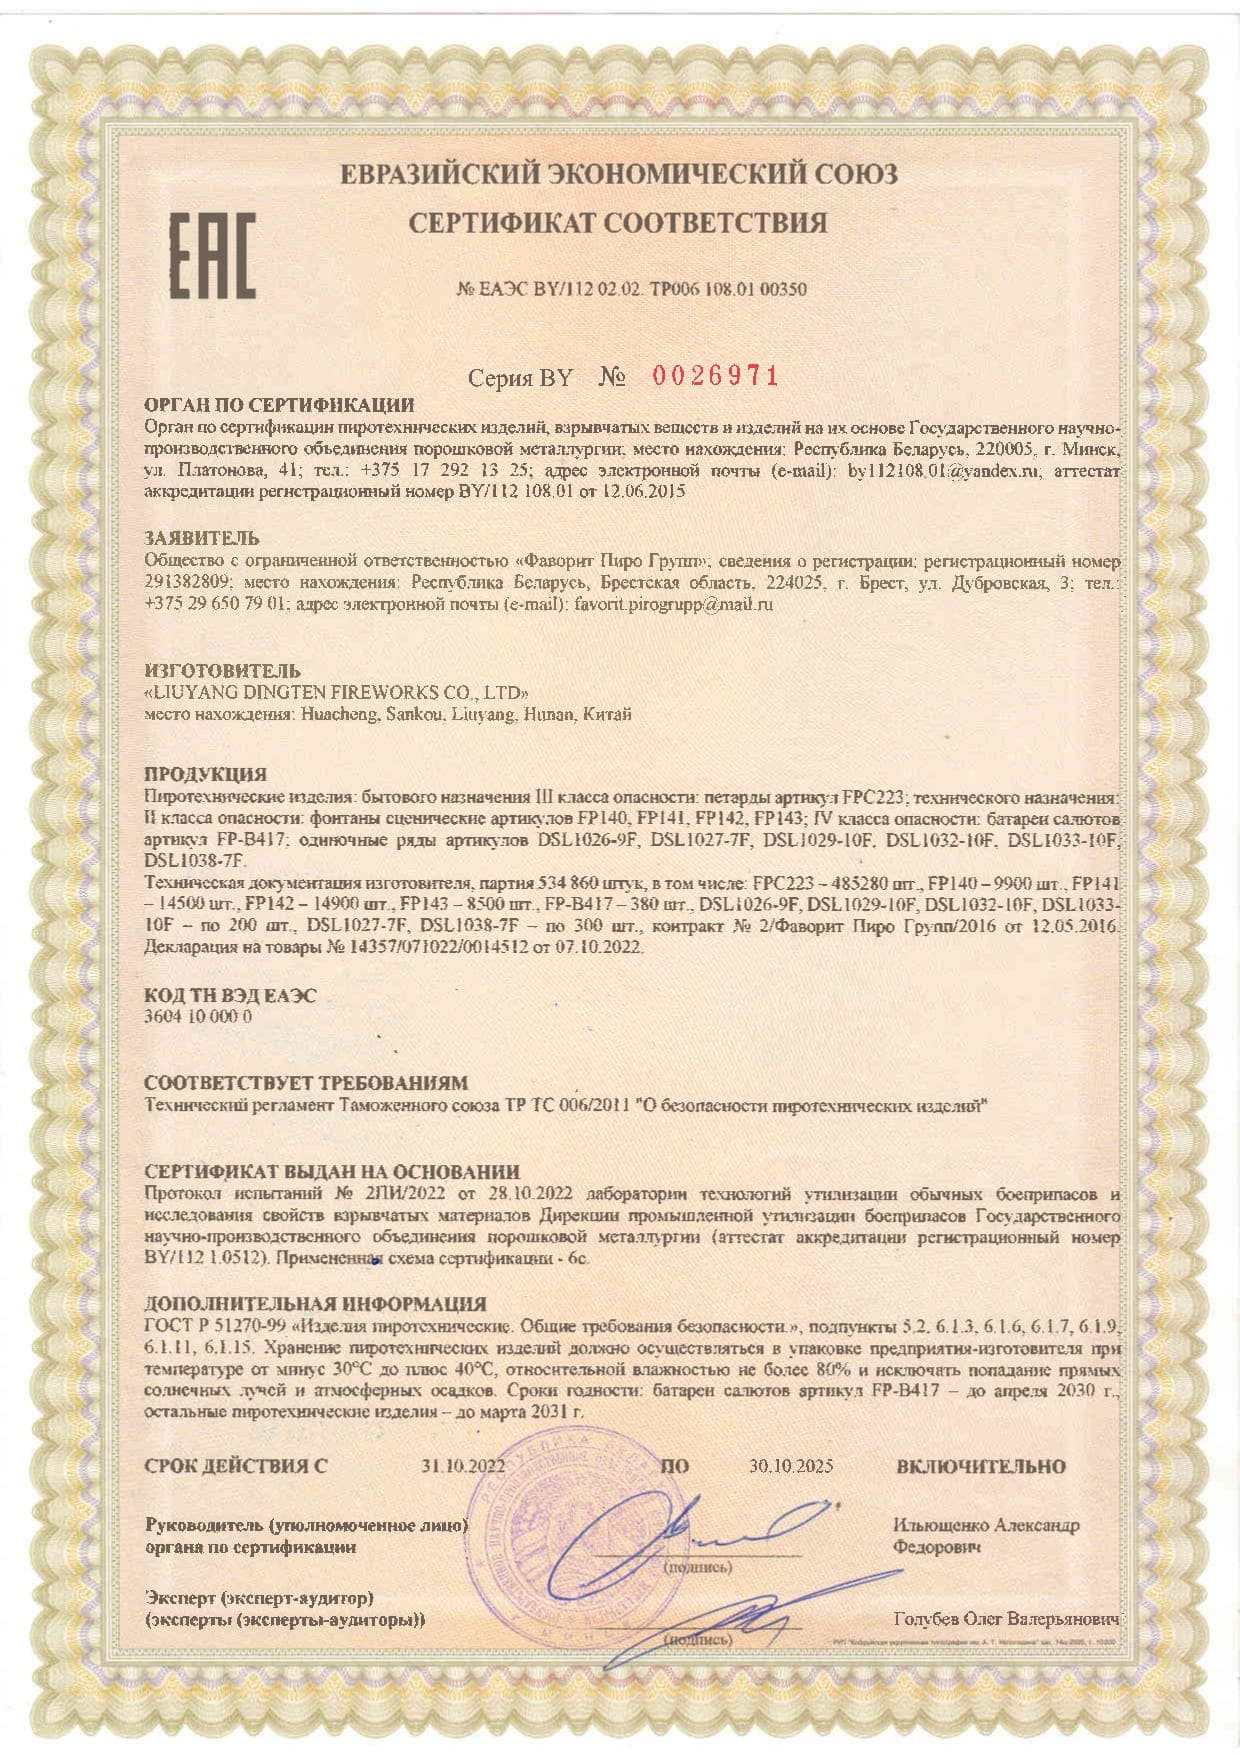 ЕВРАЗИЙСКИЙ ЭКОНОМИЧЕСКИЙ СОЮЗ
ЕАС
СЕРТИФИКАТ СООТВЕТСТВИЯ
№ ЕАЭС BY/112 02.02. ТР006 108.01 00350
Серия BY № 0026971
ОРГАН ПО СЕРТИФИКАЦИИ
Орган по сертификации пиротехнических изделий, взрывчатых веществ и изделий на их основе Государственного научно-
производственного объединения порошковой металлургии; место нахождения: Республика Беларусь, 220005, г. Минск,
ул. Платонова, 41; тел.: +375 17 292 13 25; адрес электронной почты (e-mail): by112108.01@yandex.ru; аттестат
аккредитации регистрационный номер BY/112 108.01 от 12.06.2015
ЗАЯВИТЕЛЬ
Общество с ограниченной ответственностью «Фаворит Пиро Групп»; сведения о регистрации: регистрационный номер
291382809; место нахождения: Республика Беларусь, Брестская область, 224025, г. Брест, ул. Дубровская, 3; тел.:
+375 29 650 79 01; адрес электронной почты (e-mail): favorit.pirogrupp@mail.ru
ИЗГОТОВИТЕЛЬ
«LIUYANG DINGTEN FIREWORKS CO., LTD»
место нахождения: Huacheng, Sankou, Liuyang, Hunan, Китай
ПРОДУКЦИЯ
Пиротехнические изделия: бытового назначения III класса опасности: петарды артикул FPC223; технического назначения:
II класса опасности: фонтаны сценические артикулов FP140, FP141, FP142, FP143; IV класса опасности: батареи салютов
артикул FP-B417; одиночные ряды артикулов DSL1026-9F, DSL1027-7F, DSL1029-10F, DSL1032-10F, DSL1033-10F,
DSL1038-7F.
Техническая документация изготовителя, партия 534 860 штук, в том числе: FPC223 – 485280 шт., FP140 – 9900 шт., FP141
– 14500 шт., FP142 – 14900 шт., FP143 – 8500 шт., FP-B417 – 380 шт., DSL1026-9F, DSL1029-10F, DSL1032-10F, DSL1033-
10F – по 200 шт., DSL1027-7F, DSL1038-7F – по 300 шт., контракт № 2/Фаворит Пиро Групп/2016 от 12.05.2016.
Декларация на товары № 14357/071022/0014512 от 07.10.2022.
КОД ТН ВЭД ЕАЭС
3604 10 000 0
СООТВЕТСТВУЕТ ТРЕБОВАНИЯМ
Технический регламент Таможенного союза ТР ТС 006/2011 "О безопасности пиротехнических изделий"
СЕРТИФИКАТ ВЫДАН НА ОСНОВАНИИ
Протокол испытаний № 2ПИ/2022 от 28.10.2022 лаборатории технологий утилизации обычных боеприпасов и
исследования свойств взрывчатых материалов Дирекции промышленной утилизации боеприпасов Государственного
научно-производственного объединения порошковой металлургии (аттестат аккредитации регистрационный номер
BY/112 1.0512). Примененная схема сертификации - 6с.
ДОПОЛНИТЕЛЬНАЯ ИНФОРМАЦИЯ
ГОСТ Р 51270-99 «Изделия пиротехнические. Общие требования безопасности.», подпункты 5.2, 6.1.3, 6.1.6, 6.1.7, 6.1.9,
6.1.11, 6.1.15. Хранение пиротехнических изделий должно осуществляться в упаковке предприятия-изготовителя при
температуре от минус 30°С до плюс 40°С, относительной влажностью не более 80% и исключать попадание прямых
солнечных лучей и атмосферных осадков. Сроки годности: батареи салютов артикул FP-B417 – до апреля 2030 г.,
остальные пиротехнические изделия – до марта 2031 г.
СРОК ДЕЙСТВИЯ С 31.10.2022 ПО 30.10.2025 ВКЛЮЧИТЕЛЬНО
Руководитель (уполномоченное лицо) Ильющенко Александр
органа по сертификации Федорович
(подпись)
Эксперт (эксперт-аудитор)
(эксперты (эксперты-аудиторы)) Голубев Олег Валерьянович
(подпись)